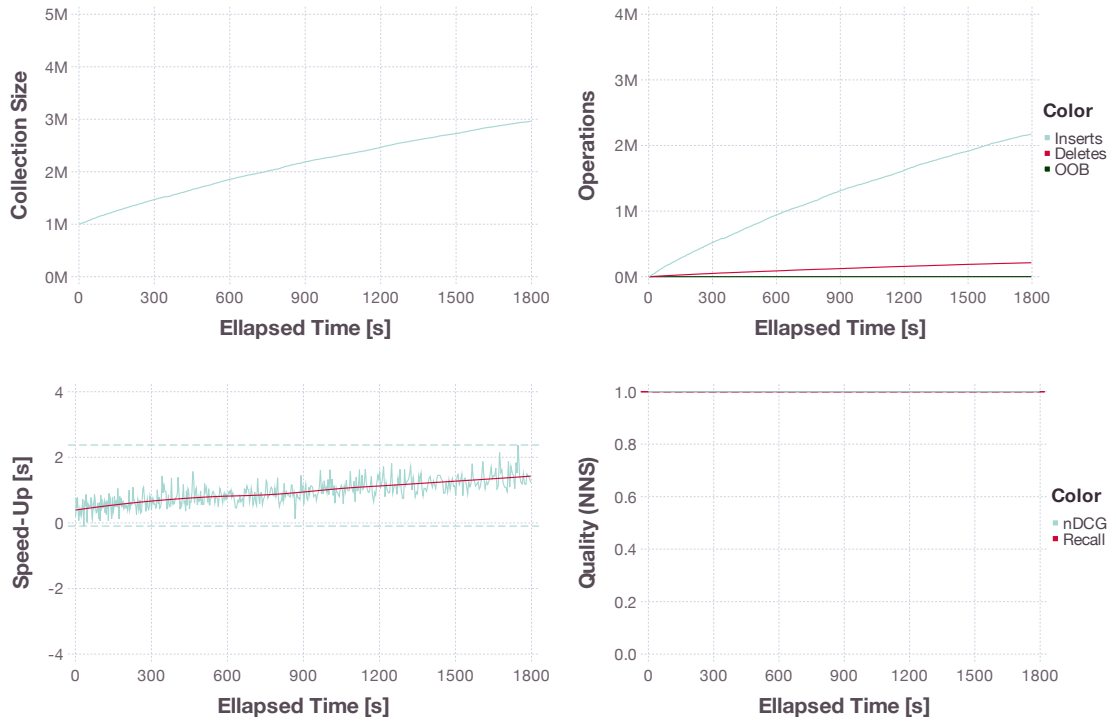 Collection Size
5M
4M
3M
2M
1M
0M
0 300 600 900 1200 1500 1800
Ellapsed Time [s]
Operations
4M
3M
2M
1M
0M
0 300 600 900 1200 1500 1800
Ellapsed Time [s]
Color
Inserts
Deletes
OOB
Speed-Up [s]
4
2
0
-2
-4
0 300 600 900 1200 1500 1800
Ellapsed Time [s]
Quality (NNS)
1.0
0.8
0.6
0.4
0.2
0.0
0 300 600 900 1200 1500 1800
Ellapsed Time [s]
Color
nDCG
Recall